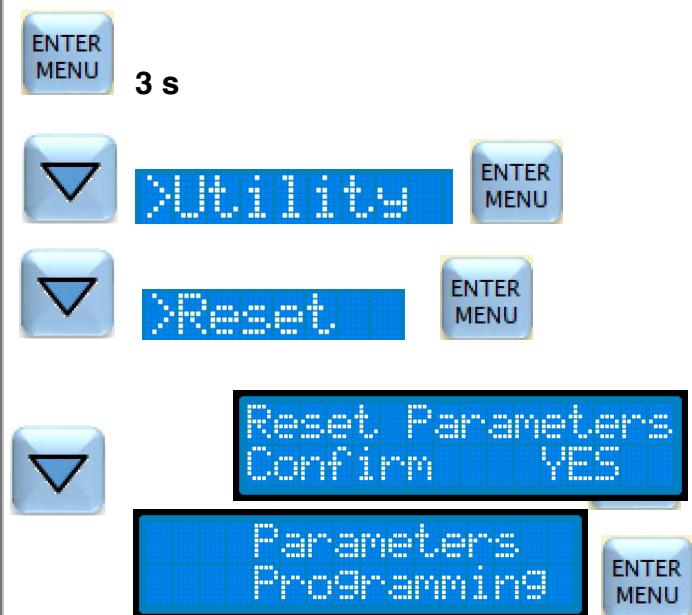 ENTER
MENU
3 s
>Utility
ENTER
MENU
>Reset
ENTER
MENU
Reset Parameters
Confirm YES
Parameters
Programming
ENTER
MENU